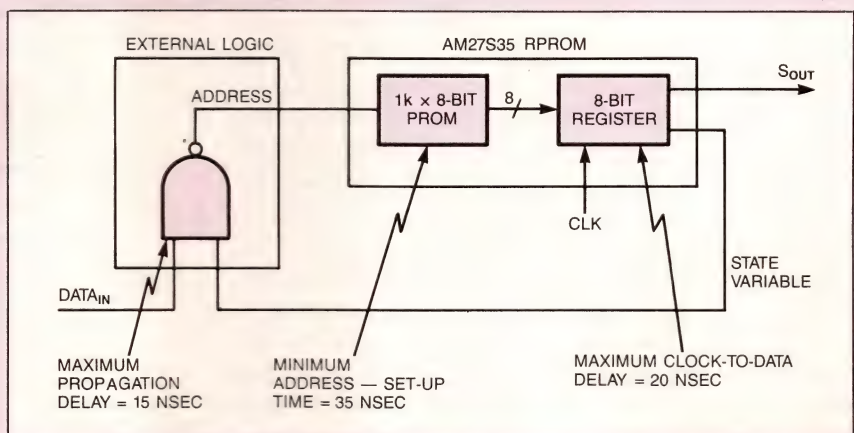 EXTERNAL LOGIC
AM27S35 RPROM
ADDRESS
1k × 8-BIT
PROM
8
8-BIT
REGISTER
SOUT
CLK
STATE
VARIABLE
DATAIN
MAXIMUM
PROPAGATION
DELAY = 15 NSEC
MINIMUM
ADDRESS — SET-UP
TIME = 35 NSEC
MAXIMUM CLOCK-TO-DATA
DELAY = 20 NSEC